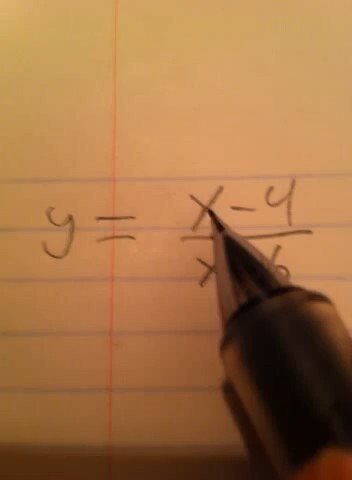 y = x - 4
x